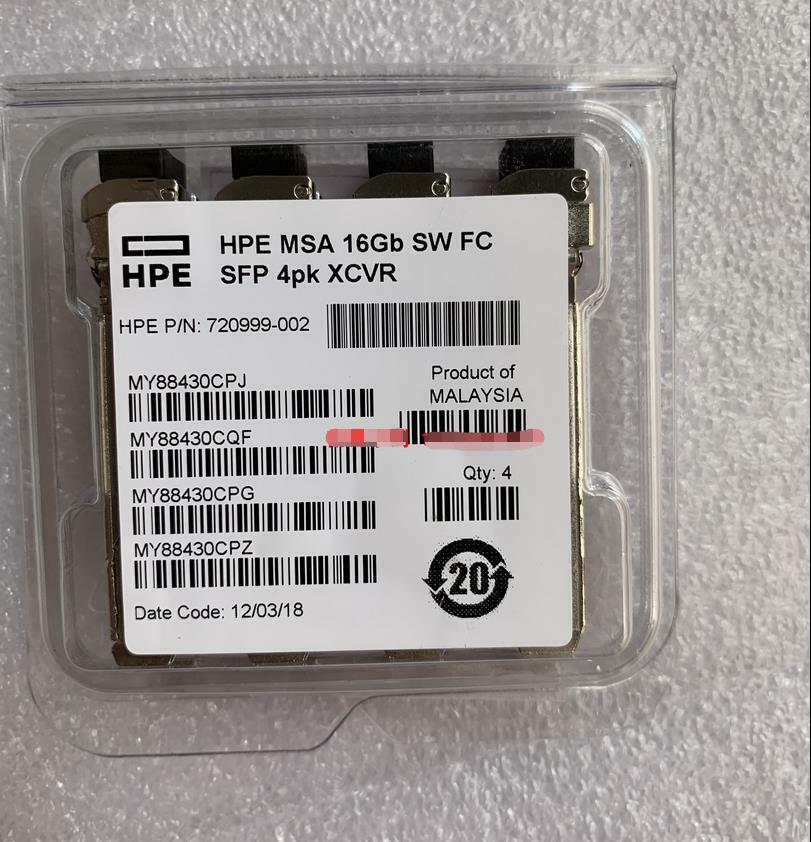 HPE
HPE MSA 16Gb SW FC
SFP 4pk XCVR
HPE P/N: 720999-002
MY88430CPJ
Product of
MALAYSIA
MY88430CQF
MY88430CPG
Qty: 4
MY88430CPZ
20
Date Code: 12/03/18